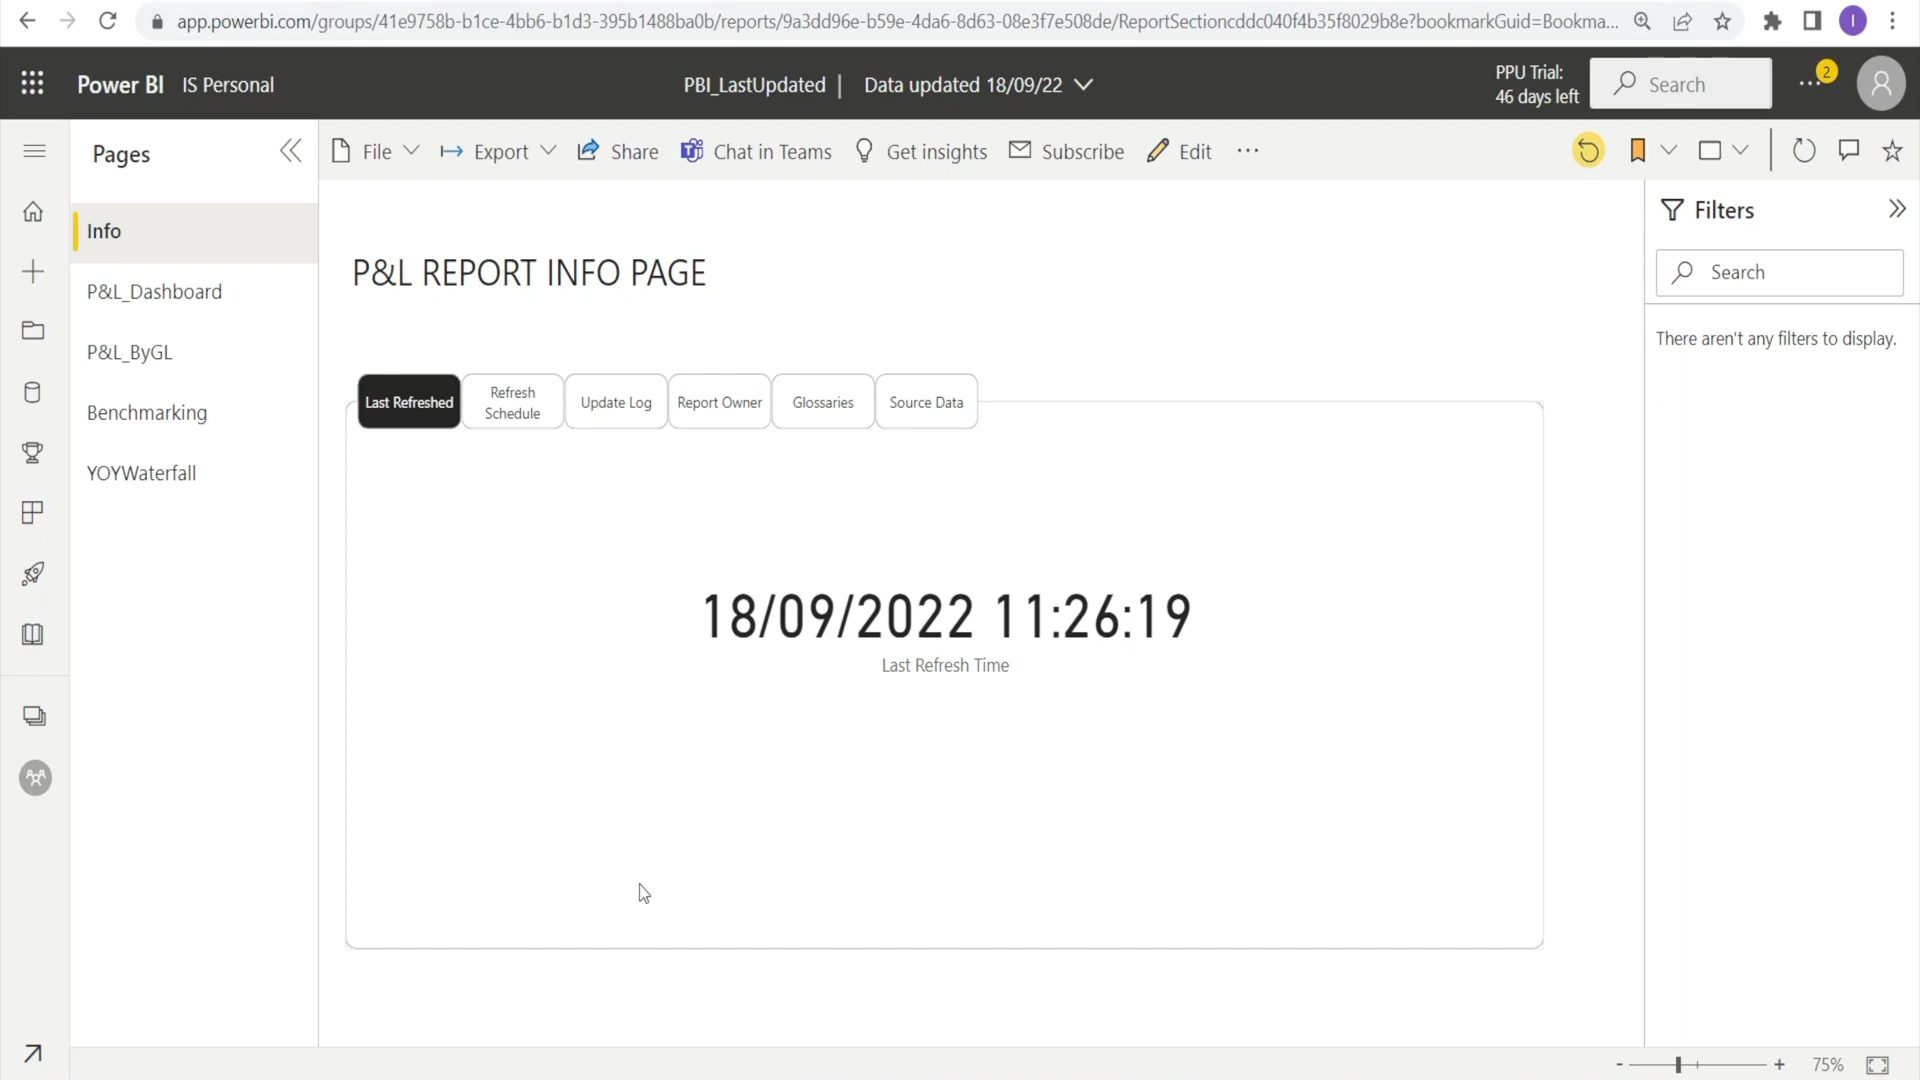 app.powerbi.com/groups/41e9758b-b1ce-4bb6-b1d3-395b1488ba0b/reports/9a3dd96e-b59e-4da6-8d63-08e3f7e508de/ReportSectioncddc040f4b35f8029b8e?bookmarkGuid=Bookma...
I
Power BI IS Personal
PBI_LastUpdated | Data updated 18/09/22
PPU Trial:
46 days left
Search
2
Pages
File
Export
Share
Chat in Teams
Get insights
Subscribe
Edit
Info
P&L_Dashboard
P&L_ByGL
Benchmarking
YOYWaterfall
P&L REPORT INFO PAGE
Last Refreshed
Refresh
Schedule
Update Log
Report Owner
Glossaries
Source Data
18/09/2022 11:26:19
Last Refresh Time
Filters
Search
There aren't any filters to display.
- + 75%